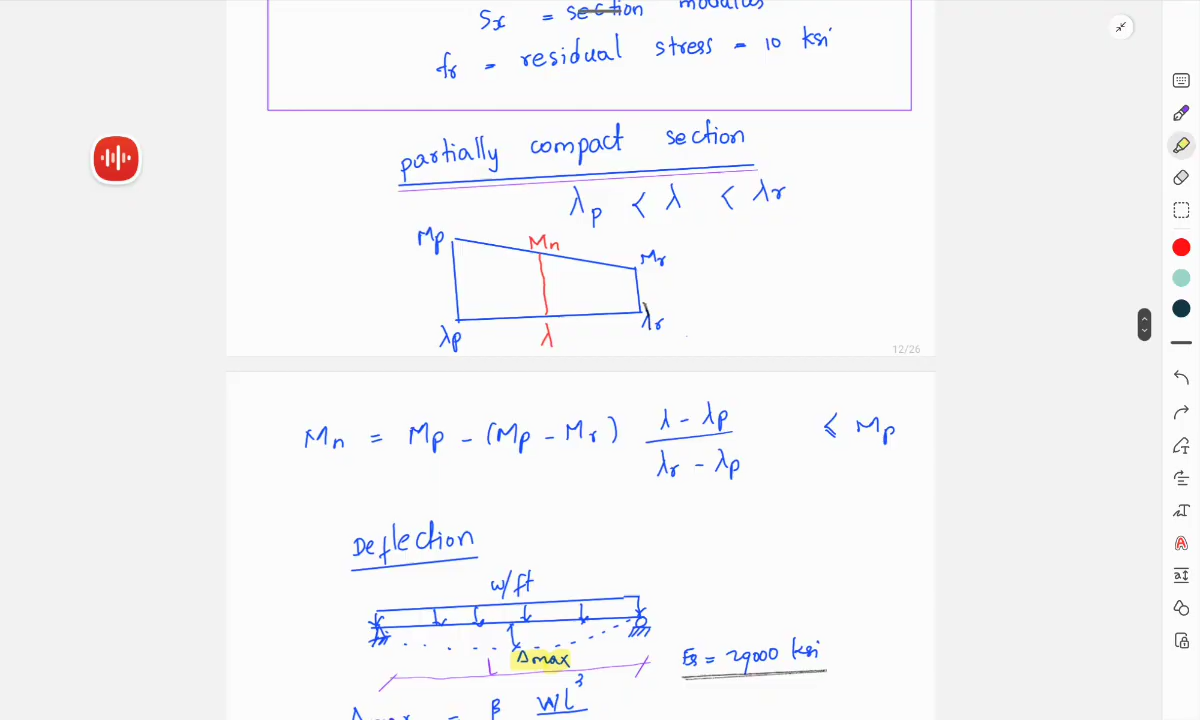 Sx = section modulus
fr = residual stress = 10 ksi
partially compact section
λp < λ < λr
Mp Mn Mr
λp λ λr
12/26
Mn = Mp - (Mp - Mr) (λ - λp)/(λr - λp) ≤ Mp
Deflection
w/ft
Δmax
L
Es = 29000 ksi
Δmax = β Wl³